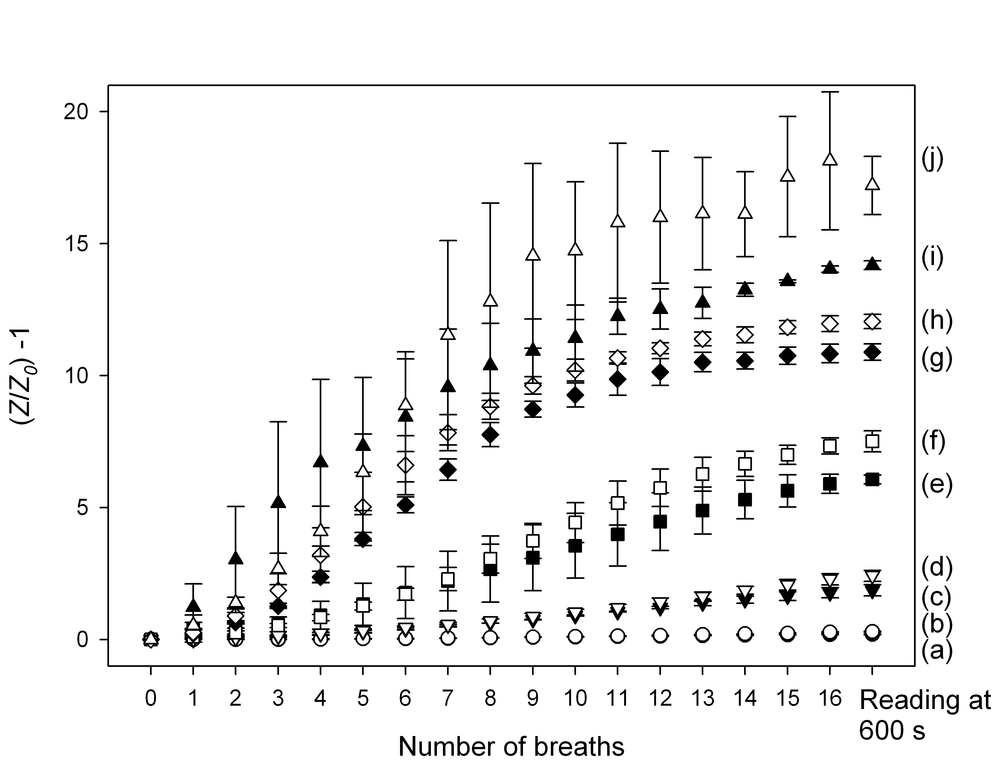 20
15
10
5
0
(Z/Z0) -1
(j)
(i)
(h)
(g)
(f)
(e)
(d)
(c)
(b)
(a)
0 1 2 3 4 5 6 7 8 9 10 11 12 13 14 15 16 Reading at
600 s
Number of breaths